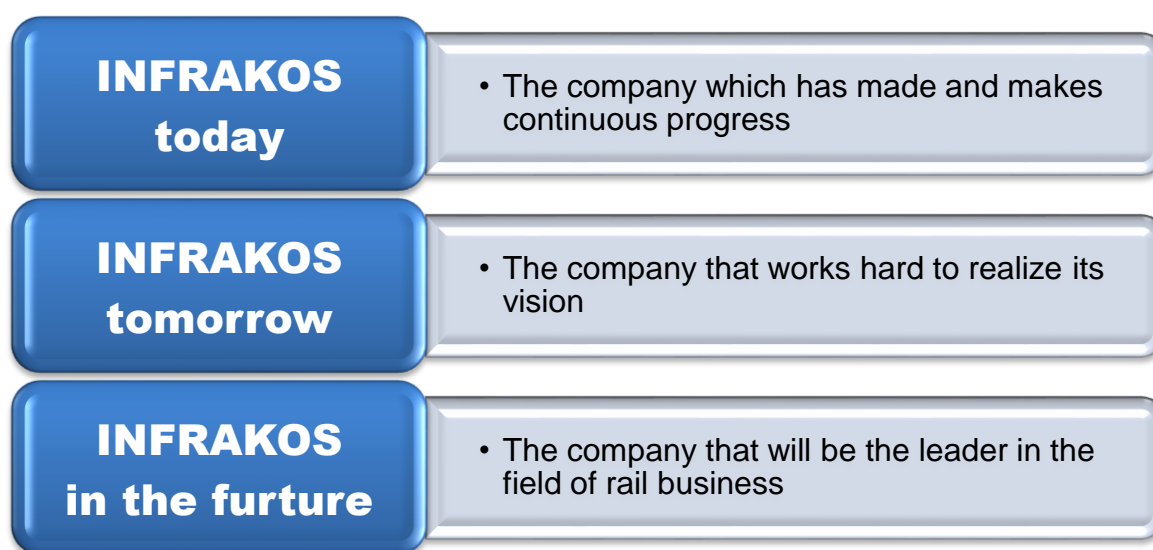 INFRAKOS
today
• The company which has made and makes
continuous progress
INFRAKOS
tomorrow
• The company that works hard to realize its
vision
INFRAKOS
in the furture
• The company that will be the leader in the
field of rail business